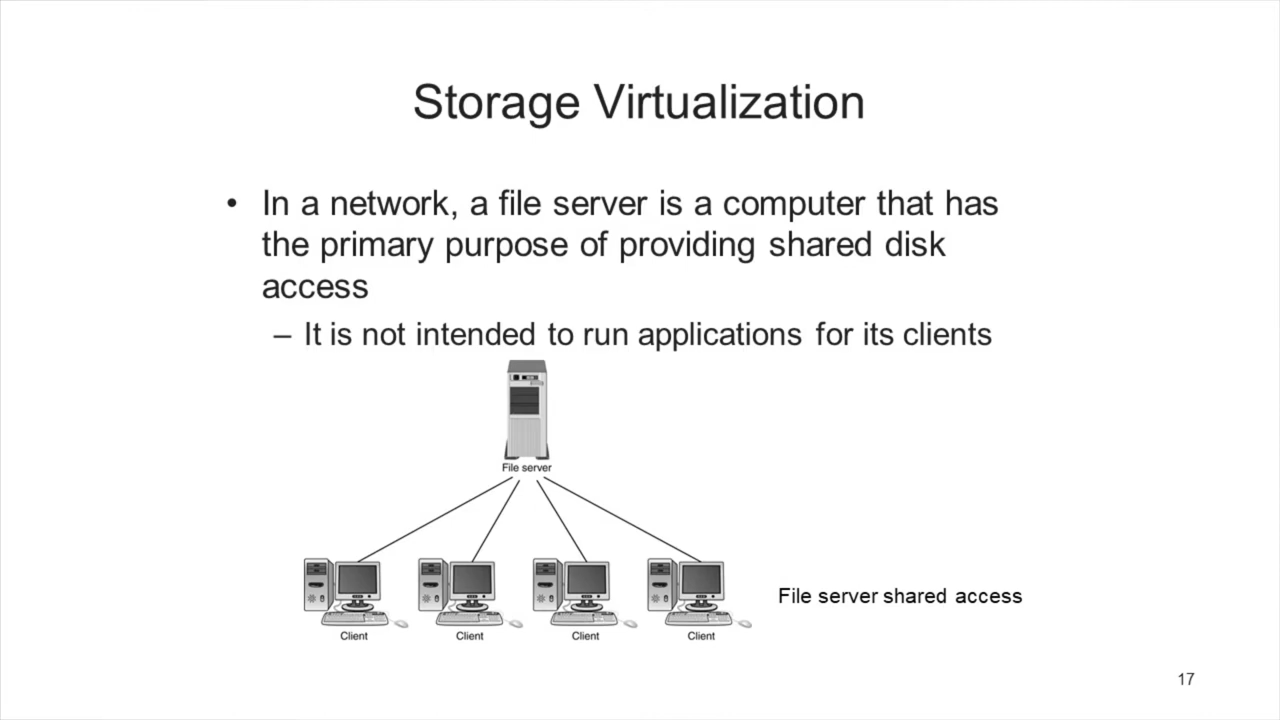 Storage Virtualization
• In a network, a file server is a computer that has
the primary purpose of providing shared disk
access
– It is not intended to run applications for its clients
File server
Client
Client
Client
Client
File server shared access
17